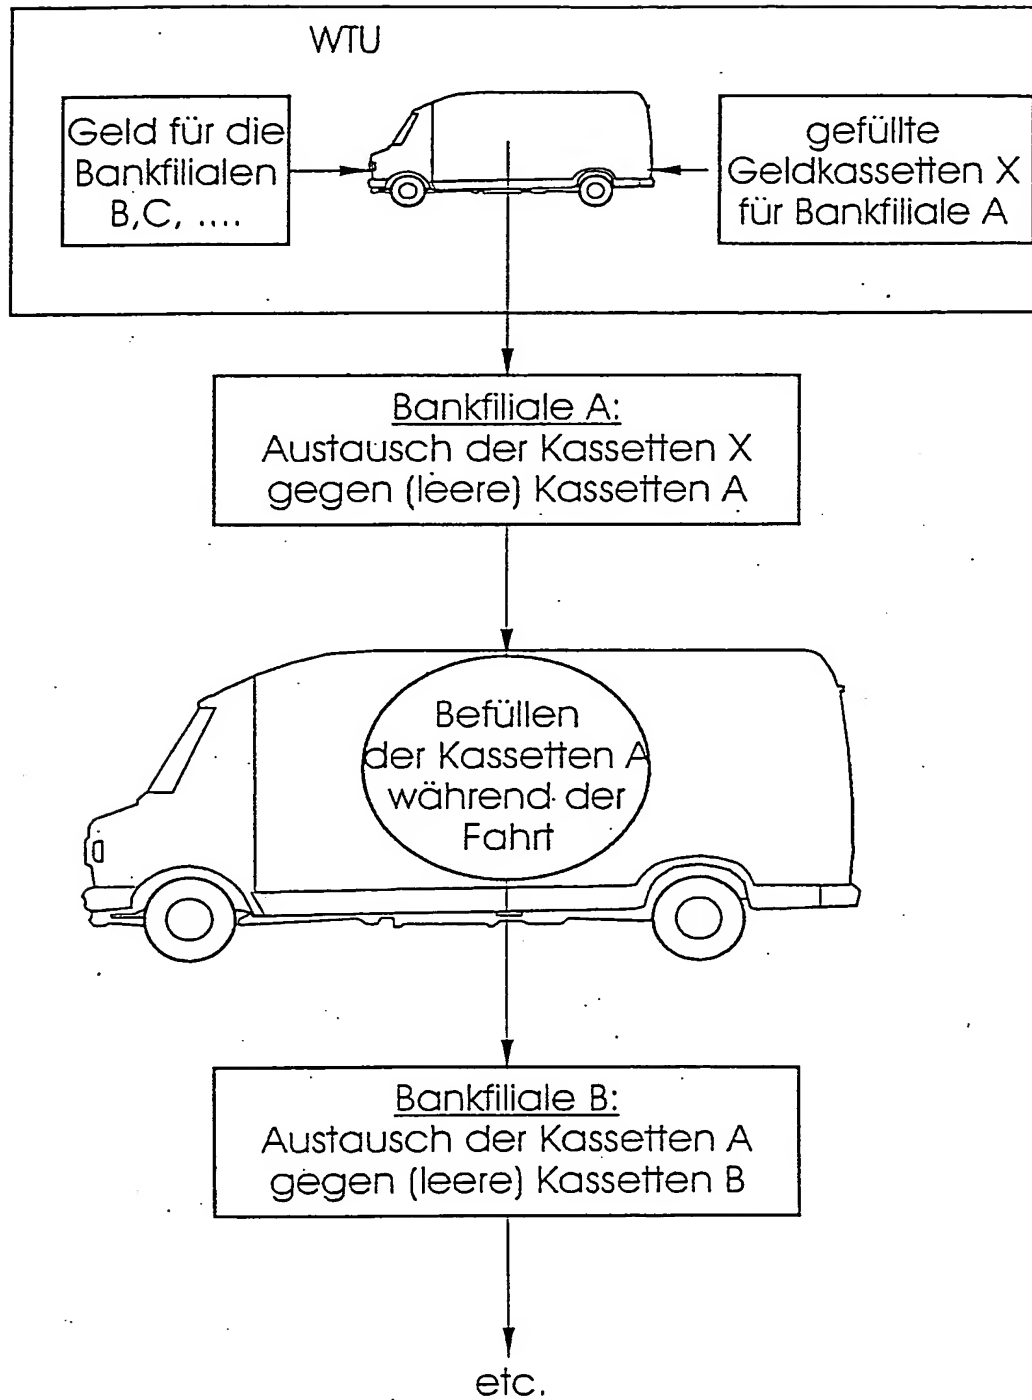 WTU
Geld für die
Bankfilialen
B,C, ....
gefüllte
Geldkassetten X
für Bankfiliale A
Bankfiliale A:
Austausch der Kassetten X
gegen (leere) Kassetten A
Befüllen
der Kassetten A
während der
Fahrt
Bankfiliale B:
Austausch der Kassetten A
gegen (leere) Kassetten B
etc.